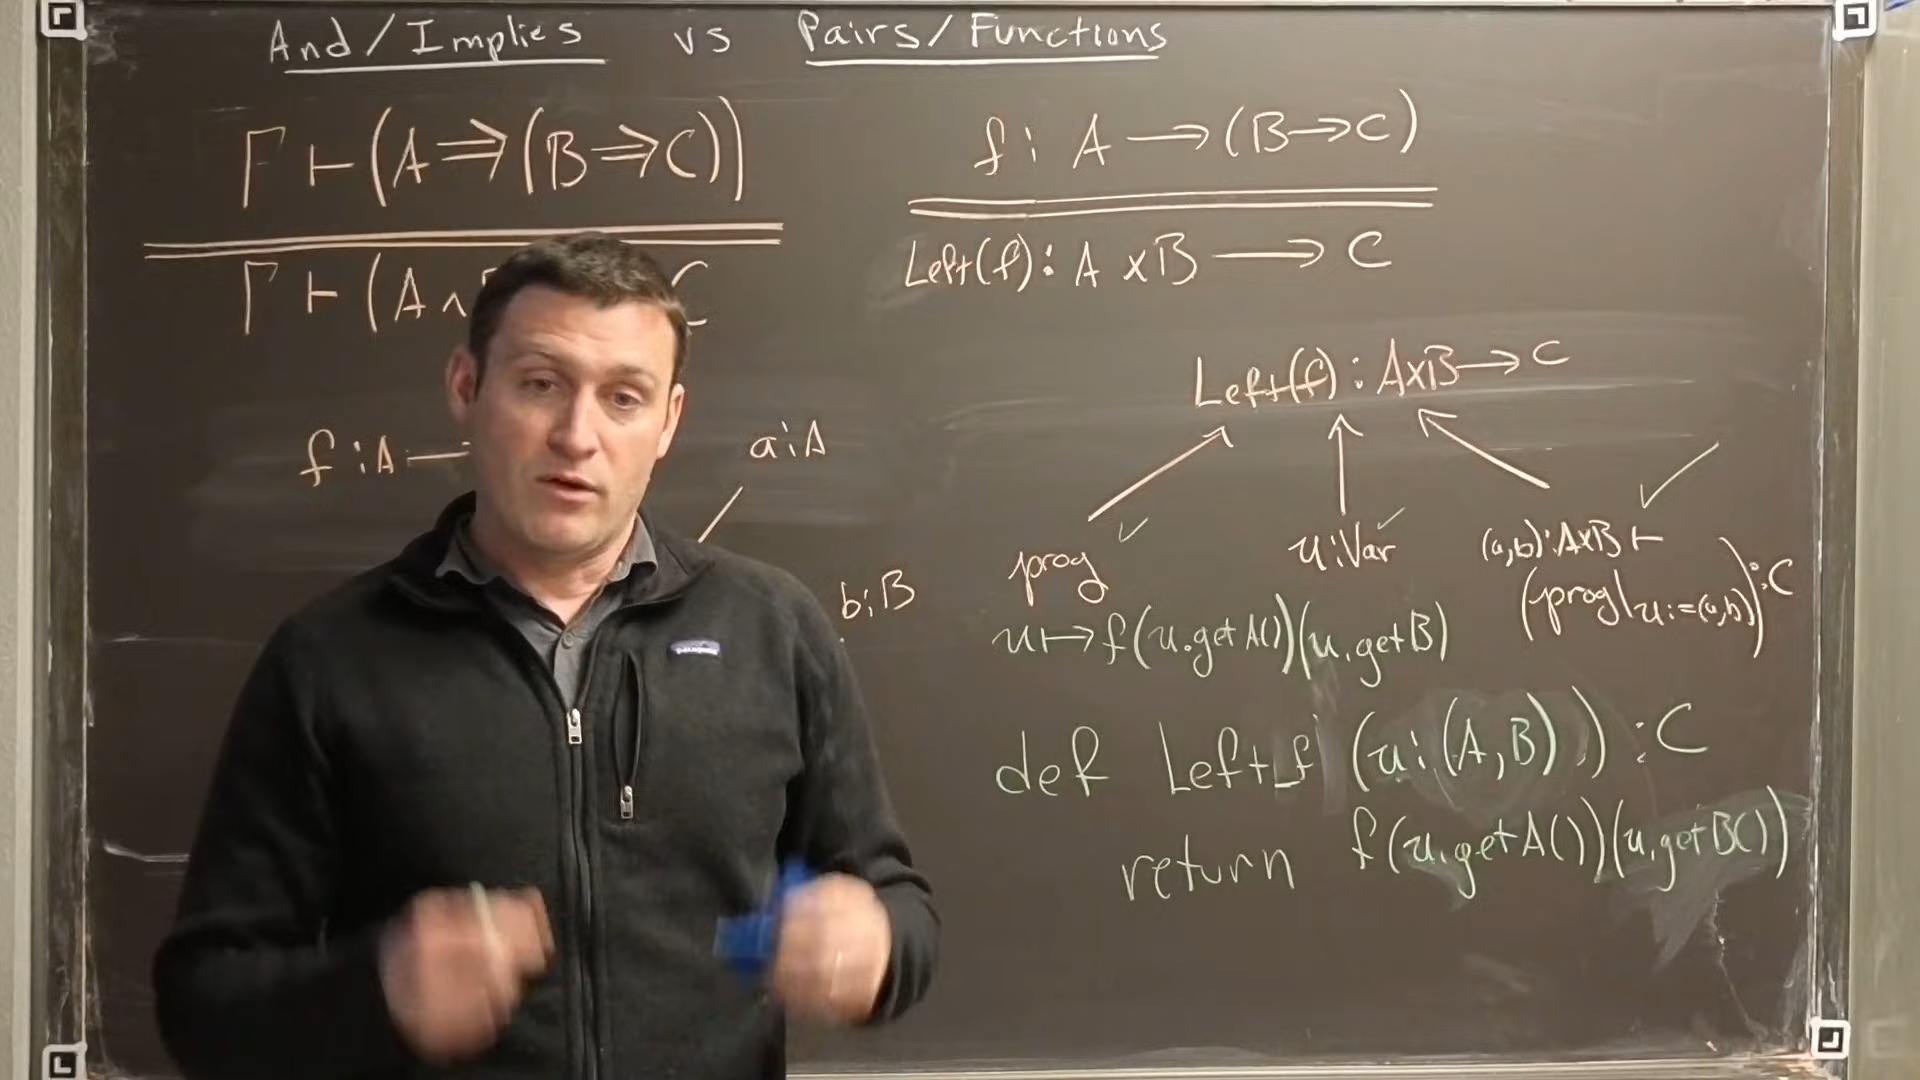 And/Implies vs Pairs/Functions
Γ ⊢ (A ⇒ (B ⇒ C))
Γ ⊢ (A ∧
C
f : A → (B → C)
Left(f) : A × B → C
Left(f) : A×B → C
f : A —
a : A
b : B
prog ✓
u : Var ✓
(a,b) : A×B ⊢ ✓
(prog|u:=(a,b)) : C
u ↦ f(u.getA())(u.getB)
def Left_f (u : (A,B)) : C
return f(u.getA())(u.getB())